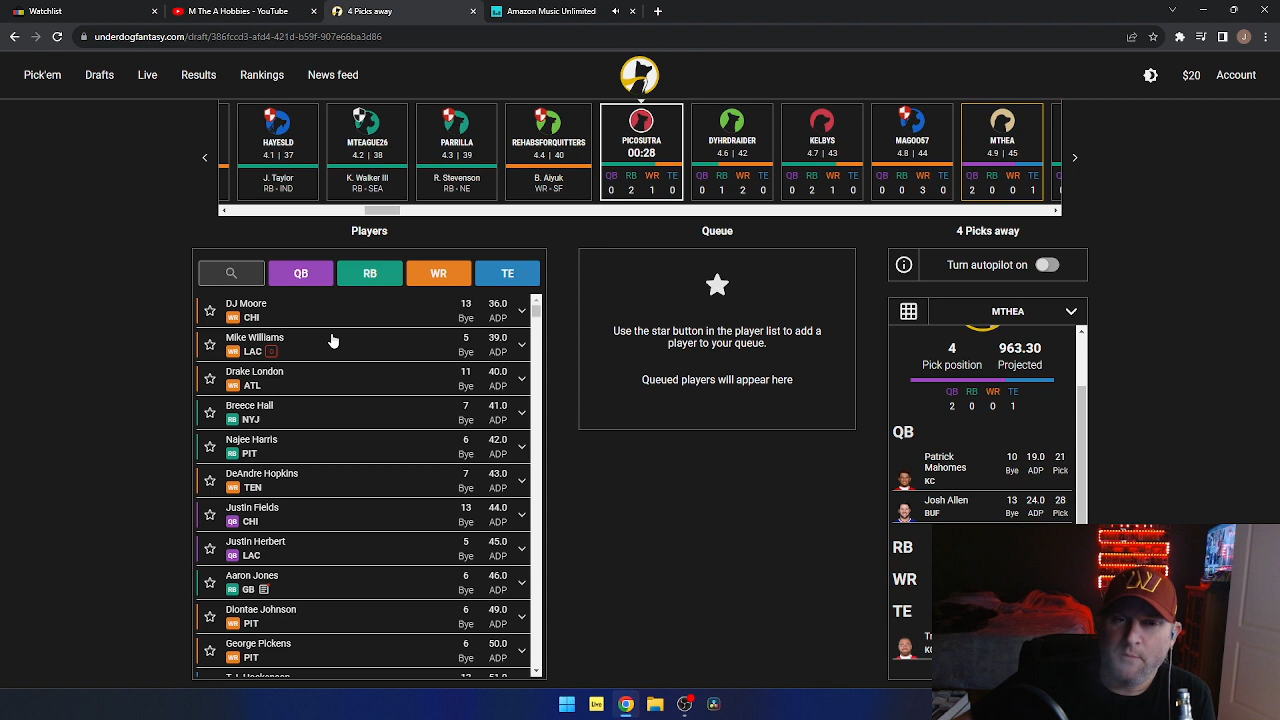 Watchlist
M The A Hobbies - YouTube
4 Picks away
Amazon Music Unlimited
underdogfantasy.com/draft/386fccd3-afd4-421d-b59f-907e66ba3d86
J
Pick'em Drafts Live Results Rankings News feed
$20 Account
HAYESLD
4.1 | 37
J. Taylor
RB - IND
MTEAGUE26
4.2 | 38
K. Walker III
RB - SEA
PARRILLA
4.3 | 39
R. Stevenson
RB - NE
REHABSFORQUITTERS
4.4 | 40
B. Aiyuk
WR - SF
PICOSUTRA
00:28
QB RB WR TE
0 2 1 0
DYHRDRAIDER
4.6 | 42
QB RB WR TE
0 1 2 0
KELBYS
4.7 | 43
QB RB WR TE
0 2 1 0
MAGOO57
4.8 | 44
QB RB WR TE
0 0 3 0
MTHEA
4.9 | 45
QB RB WR TE
2 0 0 1
Players
QB RB WR TE
DJ Moore 13 36.0
WR CHI Bye ADP
Mike Williams 5 39.0
WR LAC Bye ADP
Drake London 11 40.0
WR ATL Bye ADP
Breece Hall 7 41.0
RB NYJ Bye ADP
Najee Harris 6 42.0
RB PIT Bye ADP
DeAndre Hopkins 7 43.0
WR TEN Bye ADP
Justin Fields 13 44.0
QB CHI Bye ADP
Justin Herbert 5 45.0
QB LAC Bye ADP
Aaron Jones 6 46.0
RB GB Bye ADP
Diontae Johnson 6 49.0
WR PIT Bye ADP
George Pickens 6 50.0
WR PIT Bye ADP
Queue
Use the star button in the player list to add a
player to your queue.
Queued players will appear here
4 Picks away
Turn autopilot on
MTHEA
4 963.30
Pick position Projected
QB RB WR TE
2 0 0 1
QB
Patrick
Mahomes
KC
10 19.0 21
Bye ADP Pick
Josh Allen 13 24.0 28
BUF Bye ADP Pick
RB
WR
TE
Live